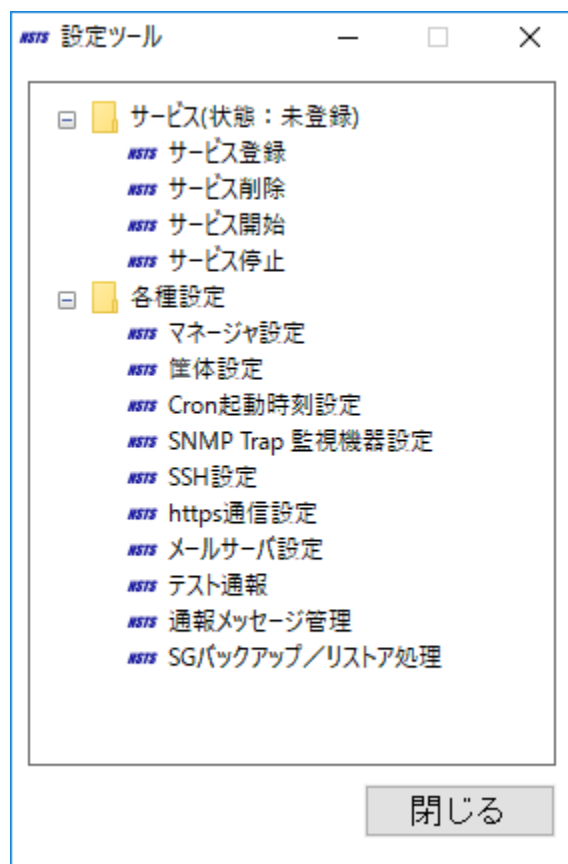 NSTS 設定ツール
サービス(状態：未登録)
NSTS サービス登録
NSTS サービス削除
NSTS サービス開始
NSTS サービス停止
各種設定
NSTS マネージャ設定
NSTS 筐体設定
NSTS Cron起動時刻設定
NSTS SNMP Trap 監視機器設定
NSTS SSH設定
NSTS https通信設定
NSTS メールサーバ設定
NSTS テスト通報
NSTS 通報メッセージ管理
NSTS SGバックアップ／リストア処理
閉じる